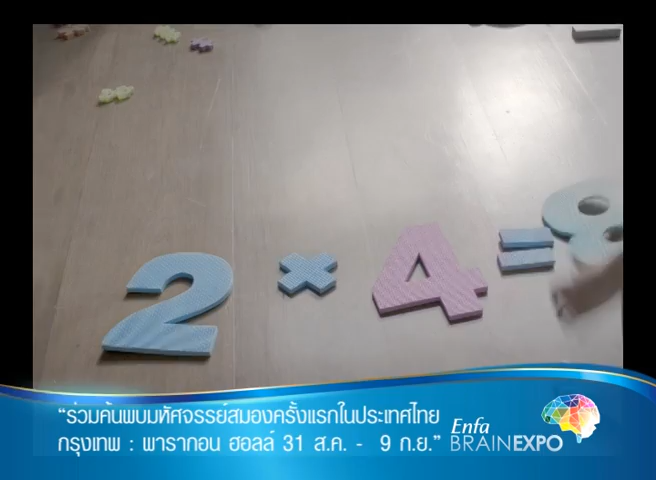 2 × 4 = 8
“ร่วมค้นพบมหัศจรรย์สมองครั้งแรกในประเทศไทย
กรุงเทพ : พารากอน ฮอลล์ 31 ส.ค. - 9 ก.ย.”
Enfa
BRAINEXPO